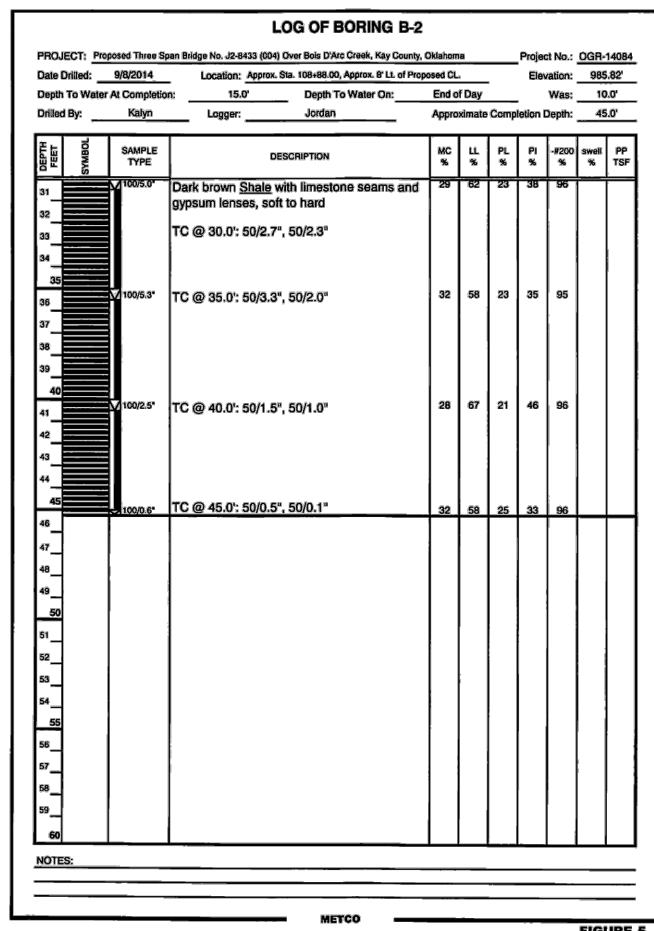 LOG OF BORING B-2
PROJECT: Proposed Three Span Bridge No. J2-8433 (004) Over Bois D'Arc Creek, Kay County, Oklahoma Project No.: OGR-14084
Date Drilled: 9/8/2014 Location: Approx. Sta. 108+88.00, Approx. 8' Lt. of Proposed CL. Elevation: 985.82'
Depth To Water At Completion: 15.0' Depth To Water On: End of Day Was: 10.0'
Drilled By: Kalyn Logger: Jordan Approximate Completion Depth: 45.0'
DEPTH FEET SYMBOL SAMPLE TYPE DESCRIPTION MC % LL % PL % PI % -#200 % swell % PP TSF
100/5.0" Dark brown Shale with limestone seams and 29 62 23 38 96
31 gypsum lenses, soft to hard
32
33 TC @ 30.0': 50/2.7", 50/2.3"
34
35
36 100/5.3" TC @ 35.0': 50/3.3", 50/2.0" 32 58 23 35 95
37
38
39
40
41 100/2.5" TC @ 40.0': 50/1.5", 50/1.0" 28 67 21 46 96
42
43
44
45 100/0.6" TC @ 45.0': 50/0.5", 50/0.1" 32 58 25 33 96
46
47
48
49
50
51
52
53
54
55
56
57
58
59
60
NOTES:
METCO
FIGURE 5